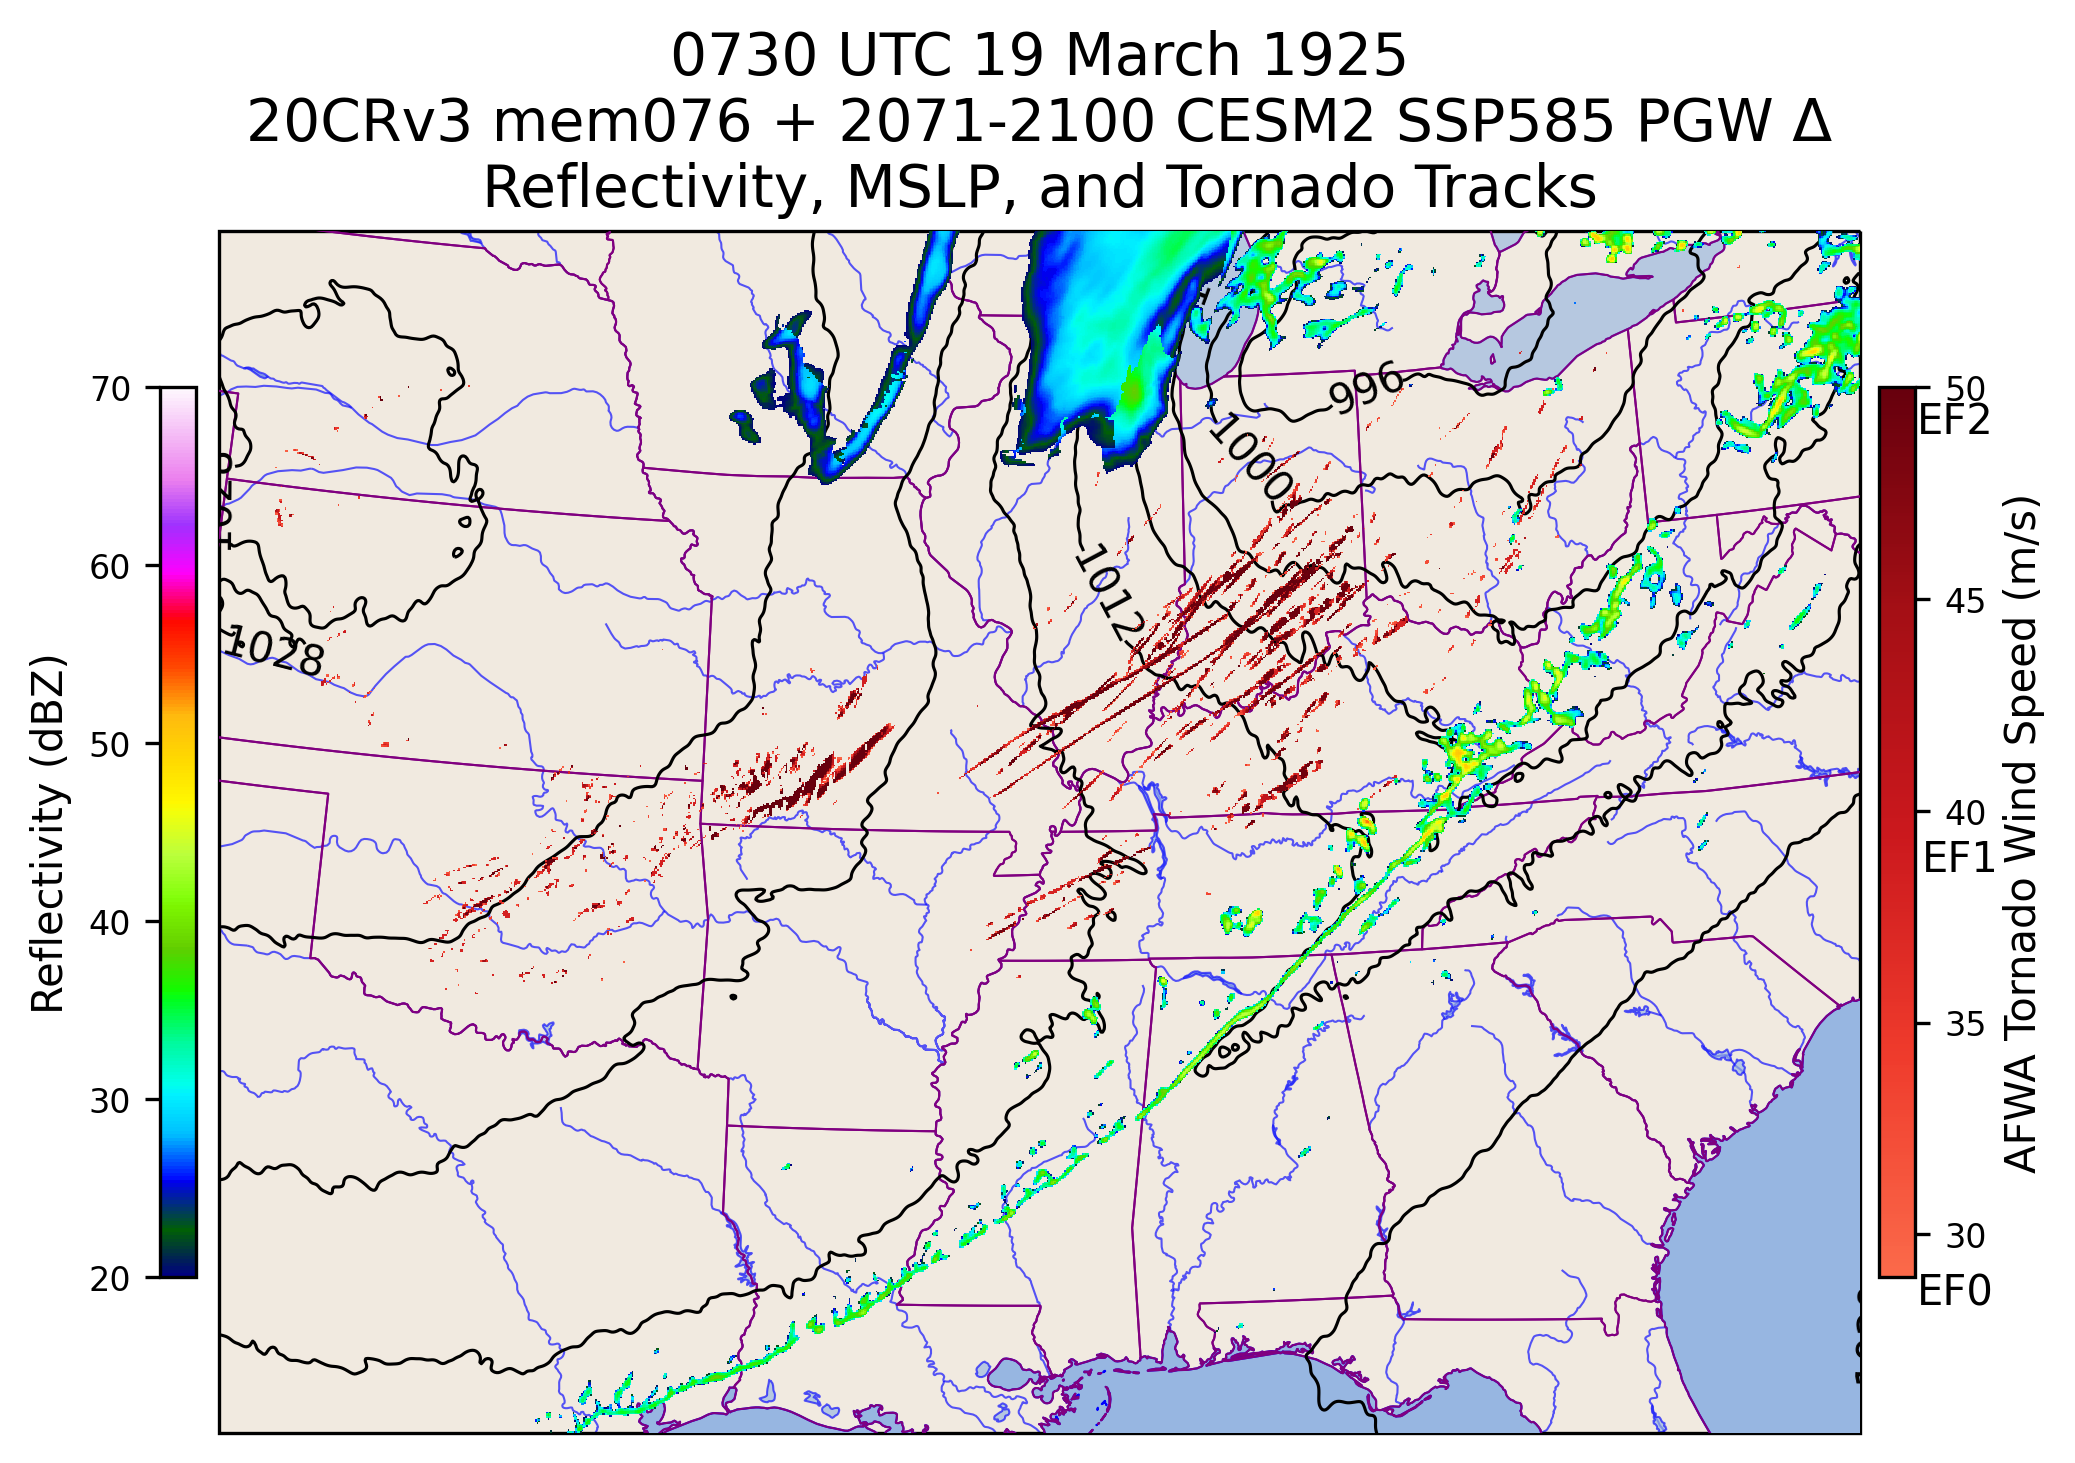 0730 UTC 19 March 1925
20CRv3 mem076 + 2071-2100 CESM2 SSP585 PGW Δ
Reflectivity, MSLP, and Tornado Tracks
Reflectivity (dBZ)
70
60
50
40
30
20
996
1000
1012
1028
50
EF2
45
40
EF1
35
30
EF0
AFWA Tornado Wind Speed (m/s)